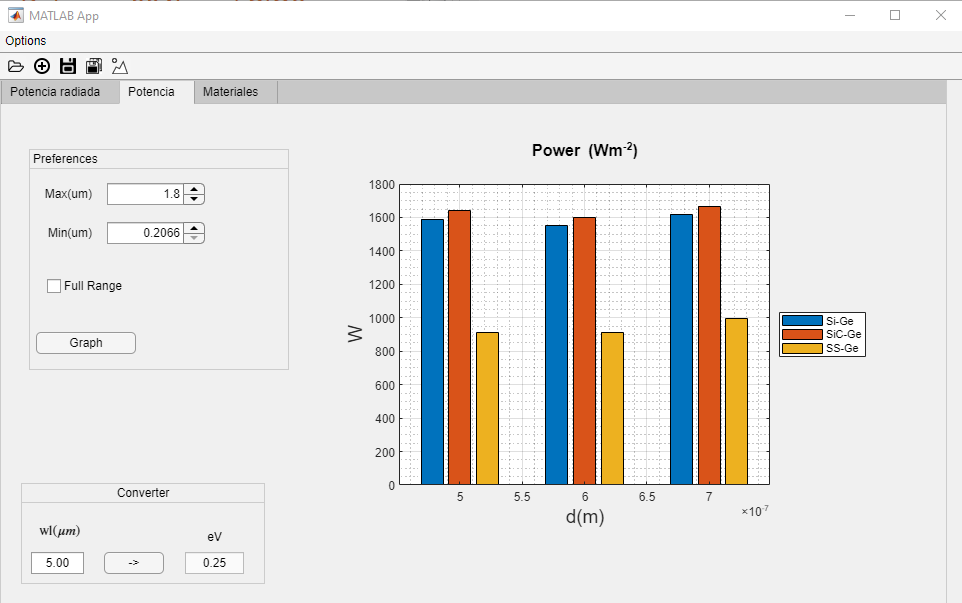 MATLAB App
Options
Potencia radiada
Potencia
Materiales
Preferences
Max(um)
1.8
Min(um)
0.2066
Full Range
Graph
Converter
wl(μm)
eV
5.00
->
0.25
Power (Wm⁻²)
1800
1600
1400
1200
1000
800
600
400
200
0
W
5
5.5
6
6.5
7
×10⁻⁷
d(m)
Si-Ge
SiC-Ge
SS-Ge